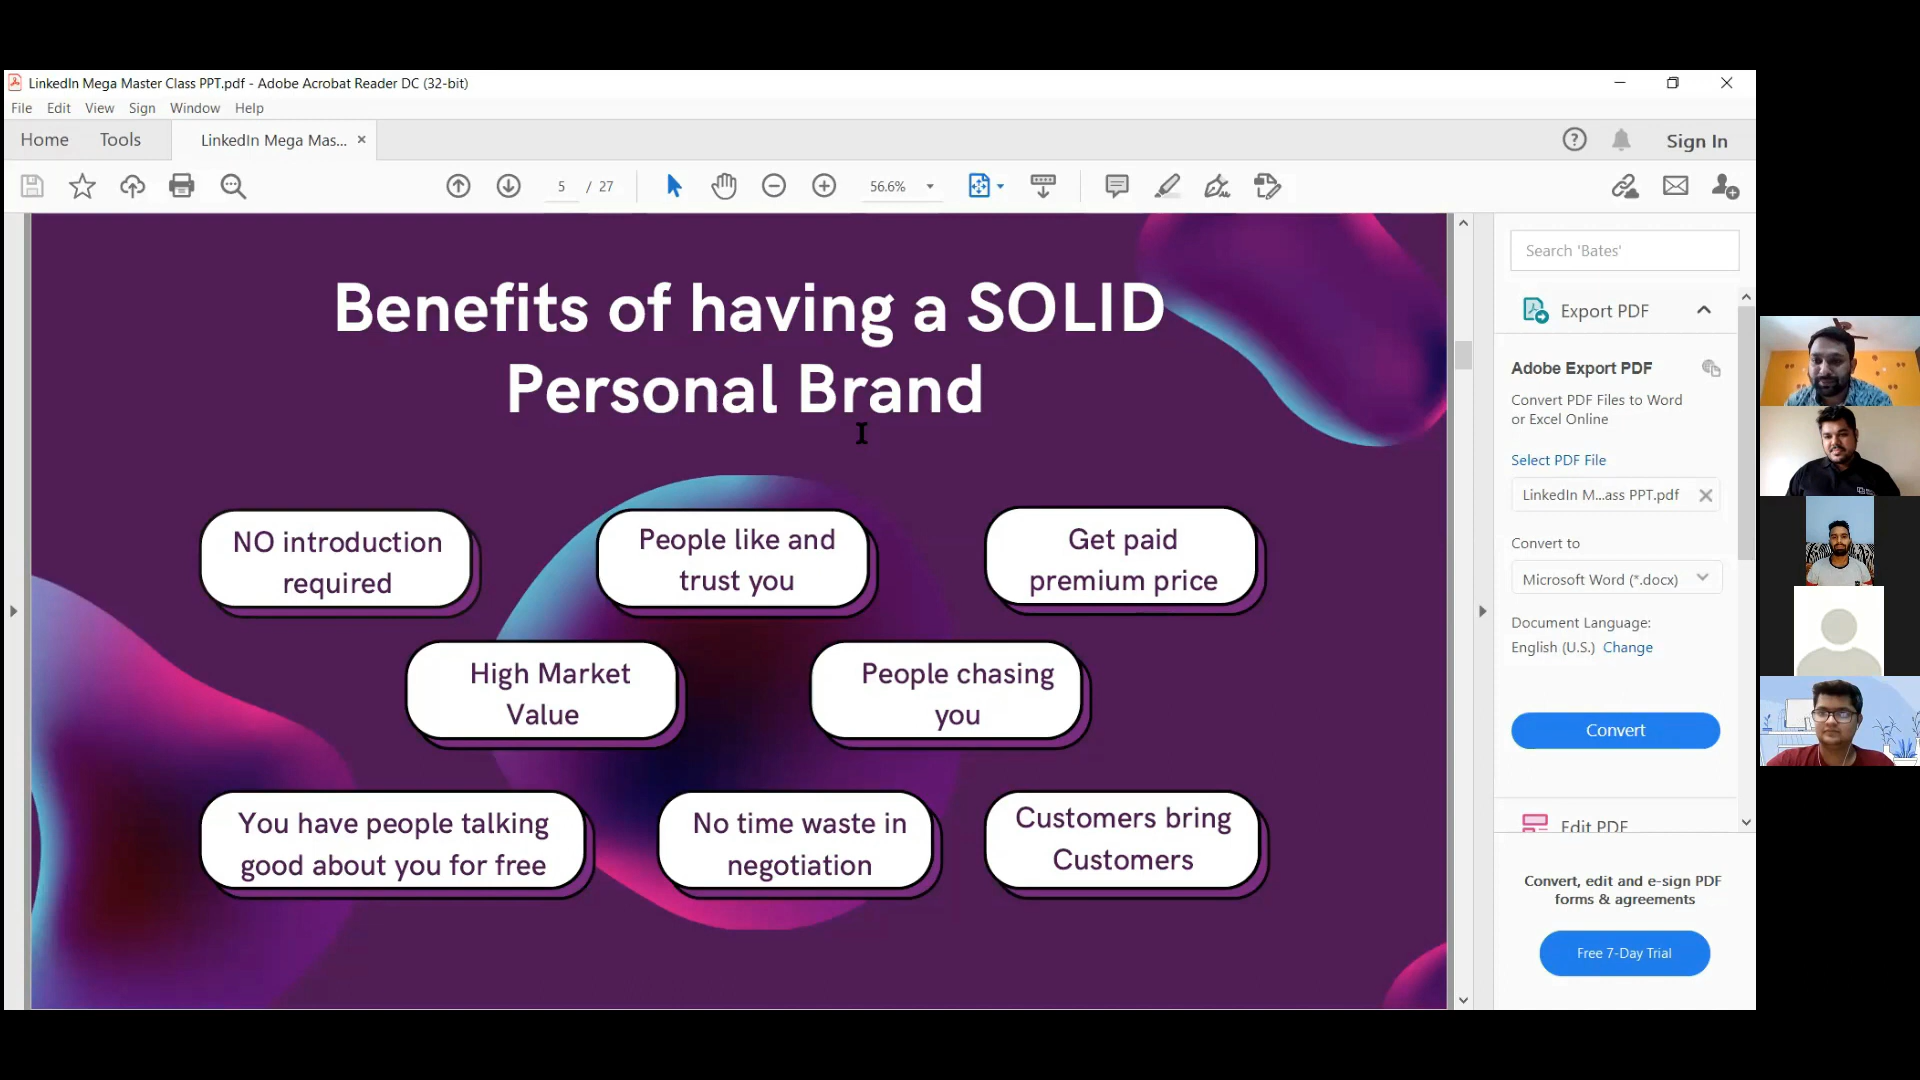 LinkedIn Mega Master Class PPT.pdf - Adobe Acrobat Reader DC (32-bit)
File Edit View Sign Window Help
Home Tools LinkedIn Mega Mas... × Sign In
5 / 27 56.6%
Benefits of having a SOLID
Personal Brand
NO introduction
required
People like and
trust you
Get paid
premium price
High Market
Value
People chasing
you
You have people talking
good about you for free
No time waste in
negotiation
Customers bring
Customers
Search 'Bates'
Export PDF
Adobe Export PDF
Convert PDF Files to Word
or Excel Online
Select PDF File
LinkedIn M...ass PPT.pdf
Convert to
Microsoft Word (*.docx)
Document Language:
English (U.S.) Change
Convert
Edit PDF
Convert, edit and e-sign PDF
forms & agreements
Free 7-Day Trial